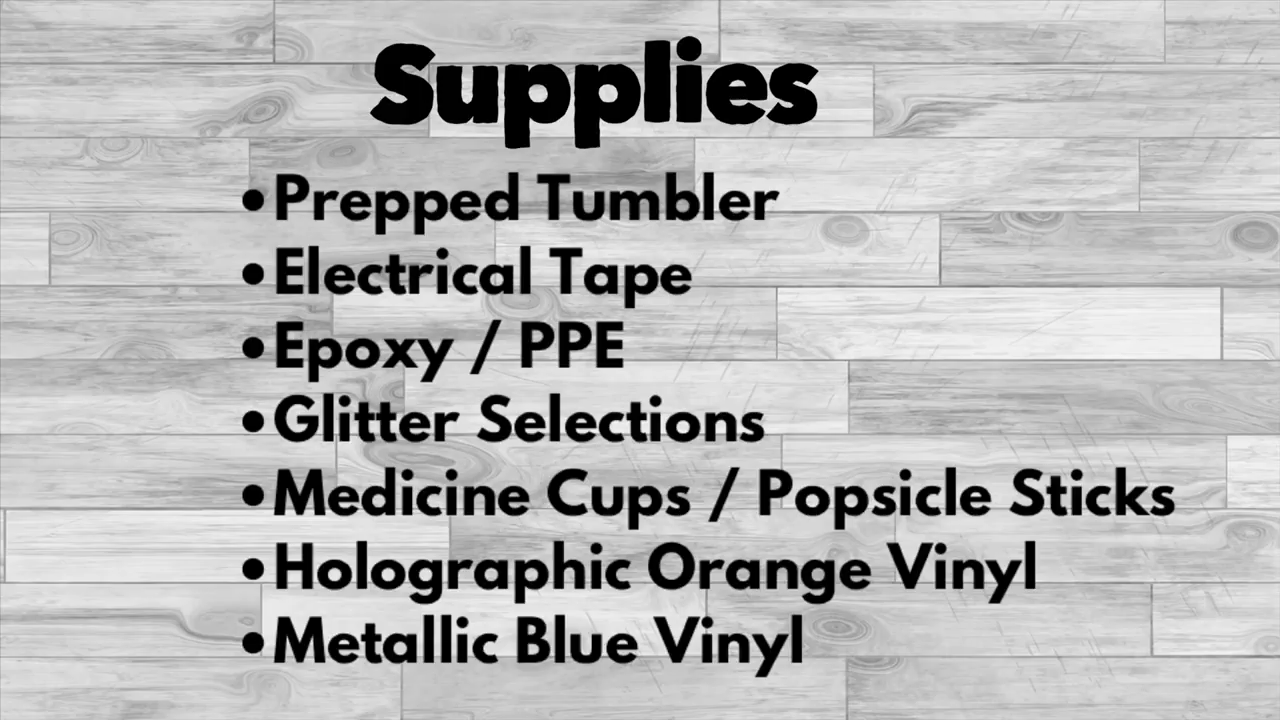 Supplies
•Prepped Tumbler
•Electrical Tape
•Epoxy / PPE
•Glitter Selections
•Medicine Cups / Popsicle Sticks
•Holographic Orange Vinyl
•Metallic Blue Vinyl